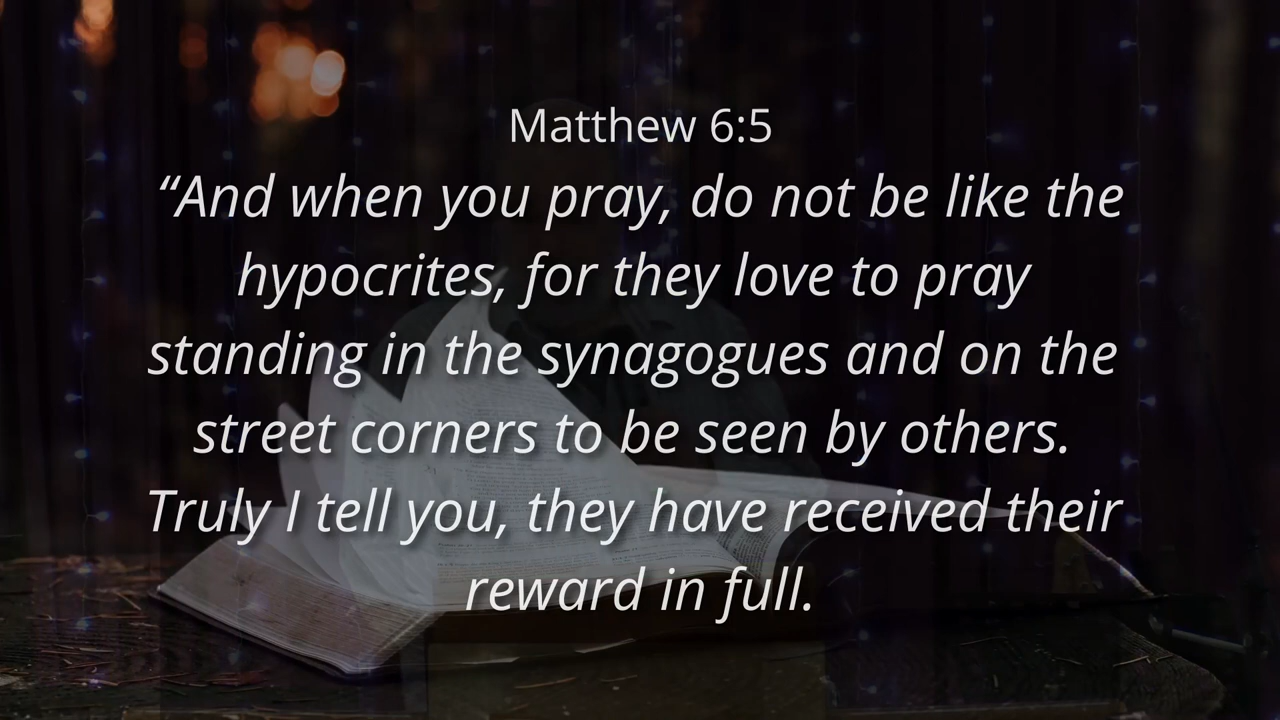 Matthew 6:5
“And when you pray, do not be like the
hypocrites, for they love to pray
standing in the synagogues and on the
street corners to be seen by others.
Truly I tell you, they have received their
reward in full.